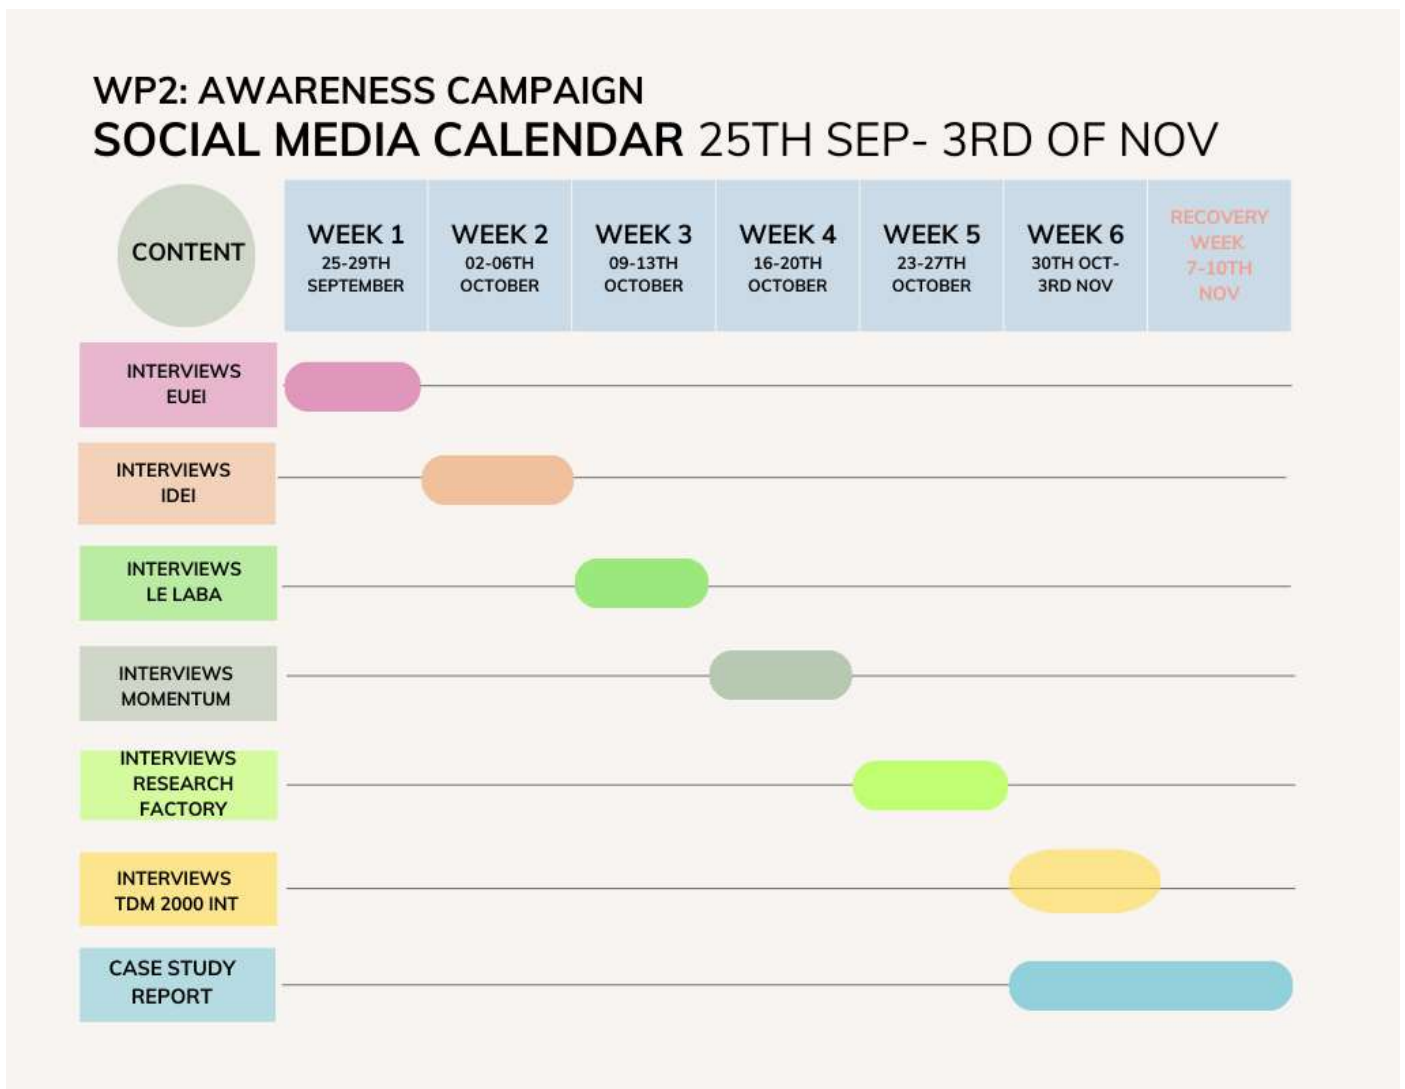 WP2: AWARENESS CAMPAIGN
SOCIAL MEDIA CALENDAR 25TH SEP- 3RD OF NOV
CONTENT
WEEK 1
25-29TH
SEPTEMBER
WEEK 2
02-06TH
OCTOBER
WEEK 3
09-13TH
OCTOBER
WEEK 4
16-20TH
OCTOBER
WEEK 5
23-27TH
OCTOBER
WEEK 6
30TH OCT-
3RD NOV
RECOVERY
WEEK
7-10TH
NOV
INTERVIEWS
EUEI
INTERVIEWS
IDEI
INTERVIEWS
LE LABA
INTERVIEWS
MOMENTUM
INTERVIEWS
RESEARCH
FACTORY
INTERVIEWS
TDM 2000 INT
CASE STUDY
REPORT